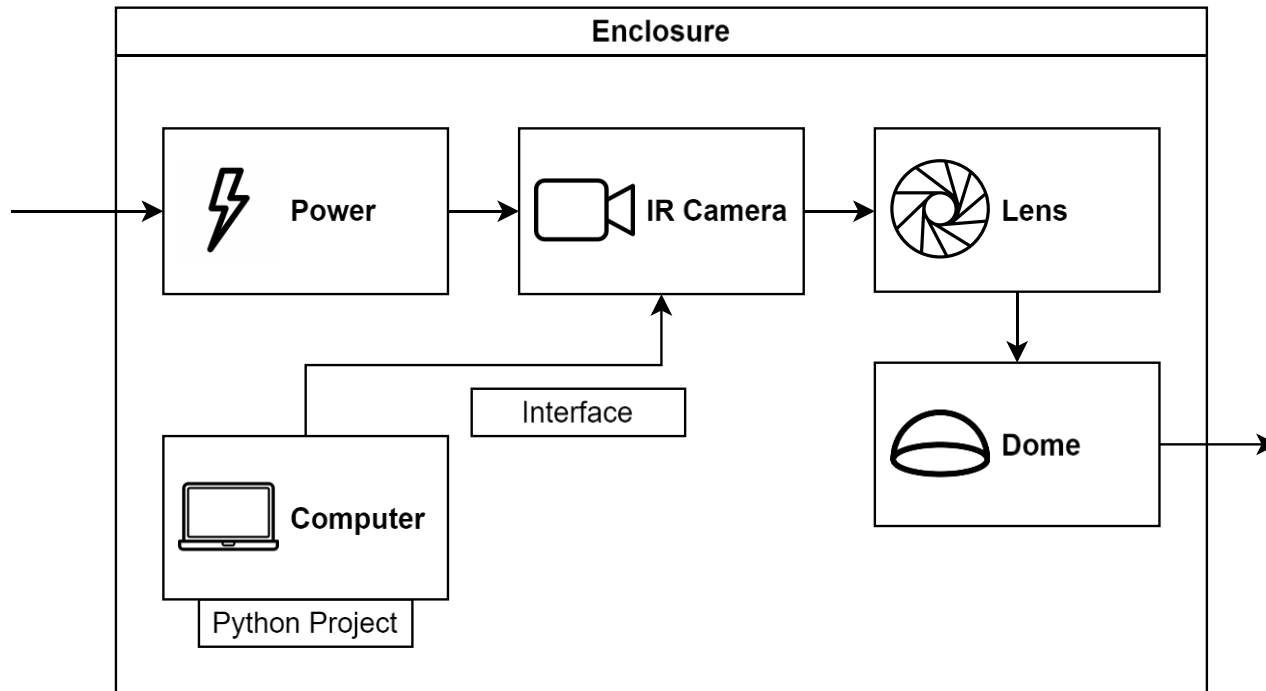 Enclosure
Power
IR Camera
Lens
Interface
Dome
Computer
Python Project